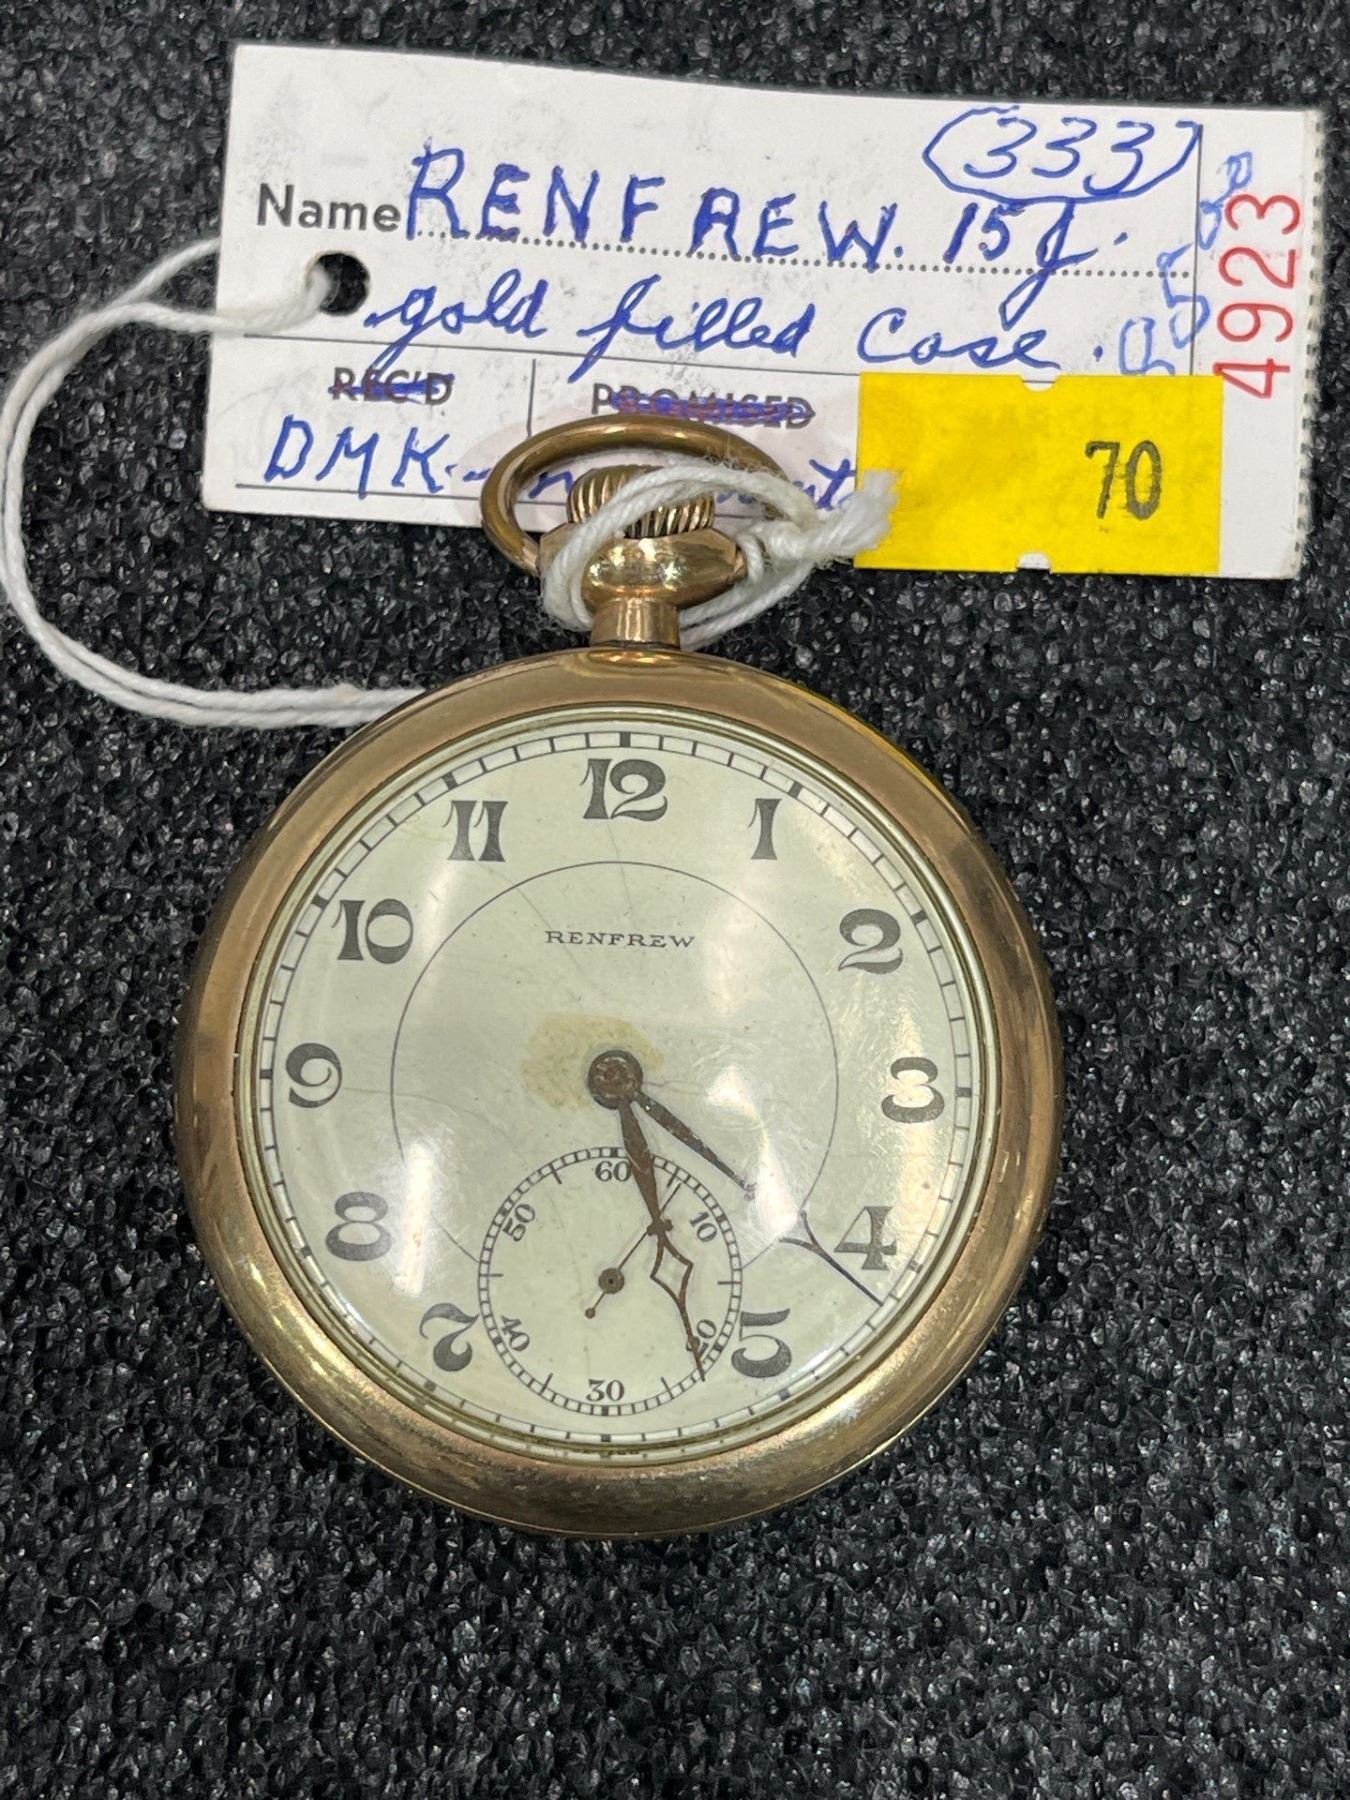 333
Name RENFREW. 15 J.
gold filled case.
4923
REC'D PROMISED
DMK
70
12
11 1
10 2
RENFREW
9 3
60
50 10
8 4
40 20
7 5
30